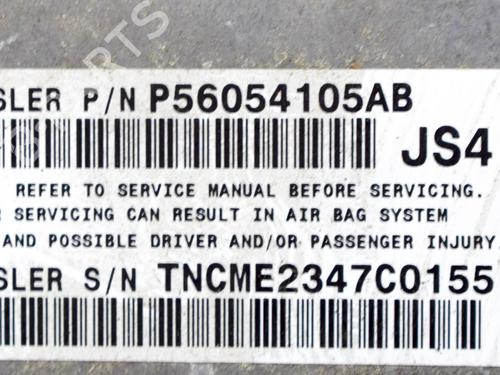 PARTS
SLER P/N P56054105AB
JS4
REFER TO SERVICE MANUAL BEFORE SERVICING.
SERVICING CAN RESULT IN AIR BAG SYSTEM
AND POSSIBLE DRIVER AND/OR PASSENGER INJURY
SLER S/N TNCME2347C0155